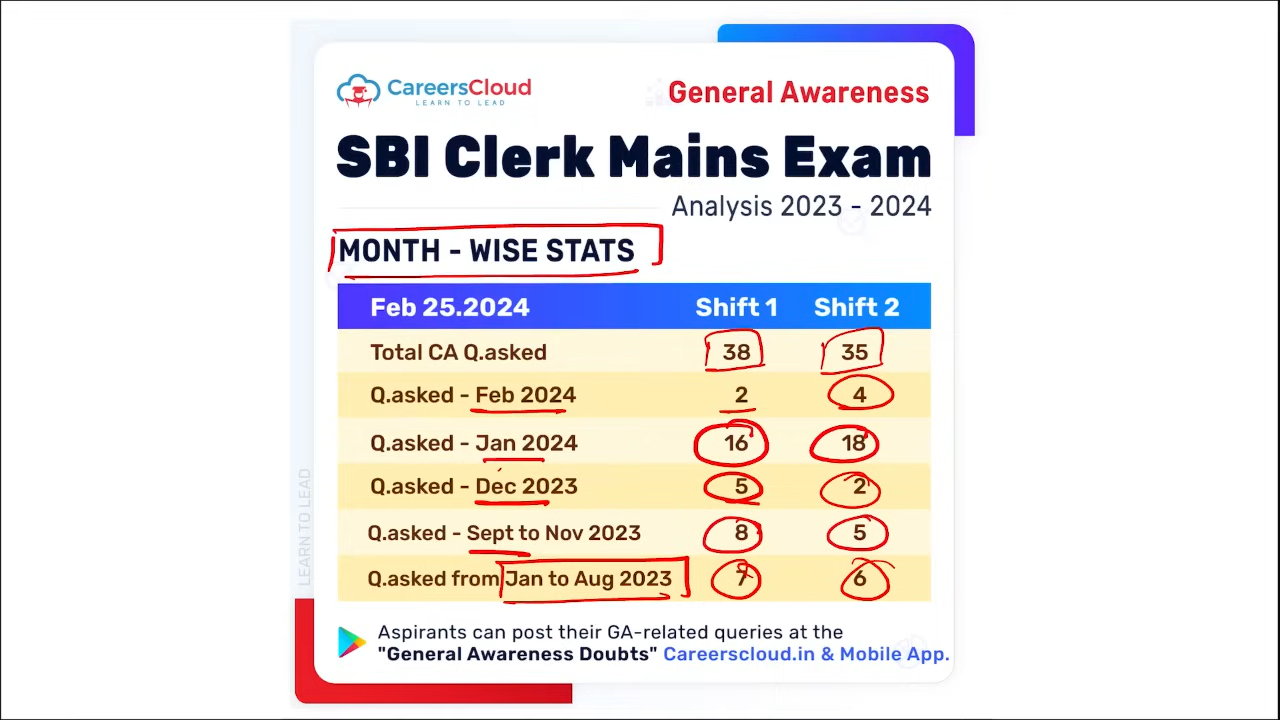 CareersCloud
LEARN TO LEAD
General Awareness
SBI Clerk Mains Exam
Analysis 2023 - 2024
MONTH - WISE STATS
Feb 25.2024 Shift 1 Shift 2
Total CA Q.asked 38 35
Q.asked - Feb 2024 2 4
Q.asked - Jan 2024 16 18
Q.asked - Dec 2023 5 2
Q.asked - Sept to Nov 2023 8 5
Q.asked from Jan to Aug 2023 7 6
LEARN TO LEAD
Aspirants can post their GA-related queries at the
"General Awareness Doubts" Careerscloud.in & Mobile App.